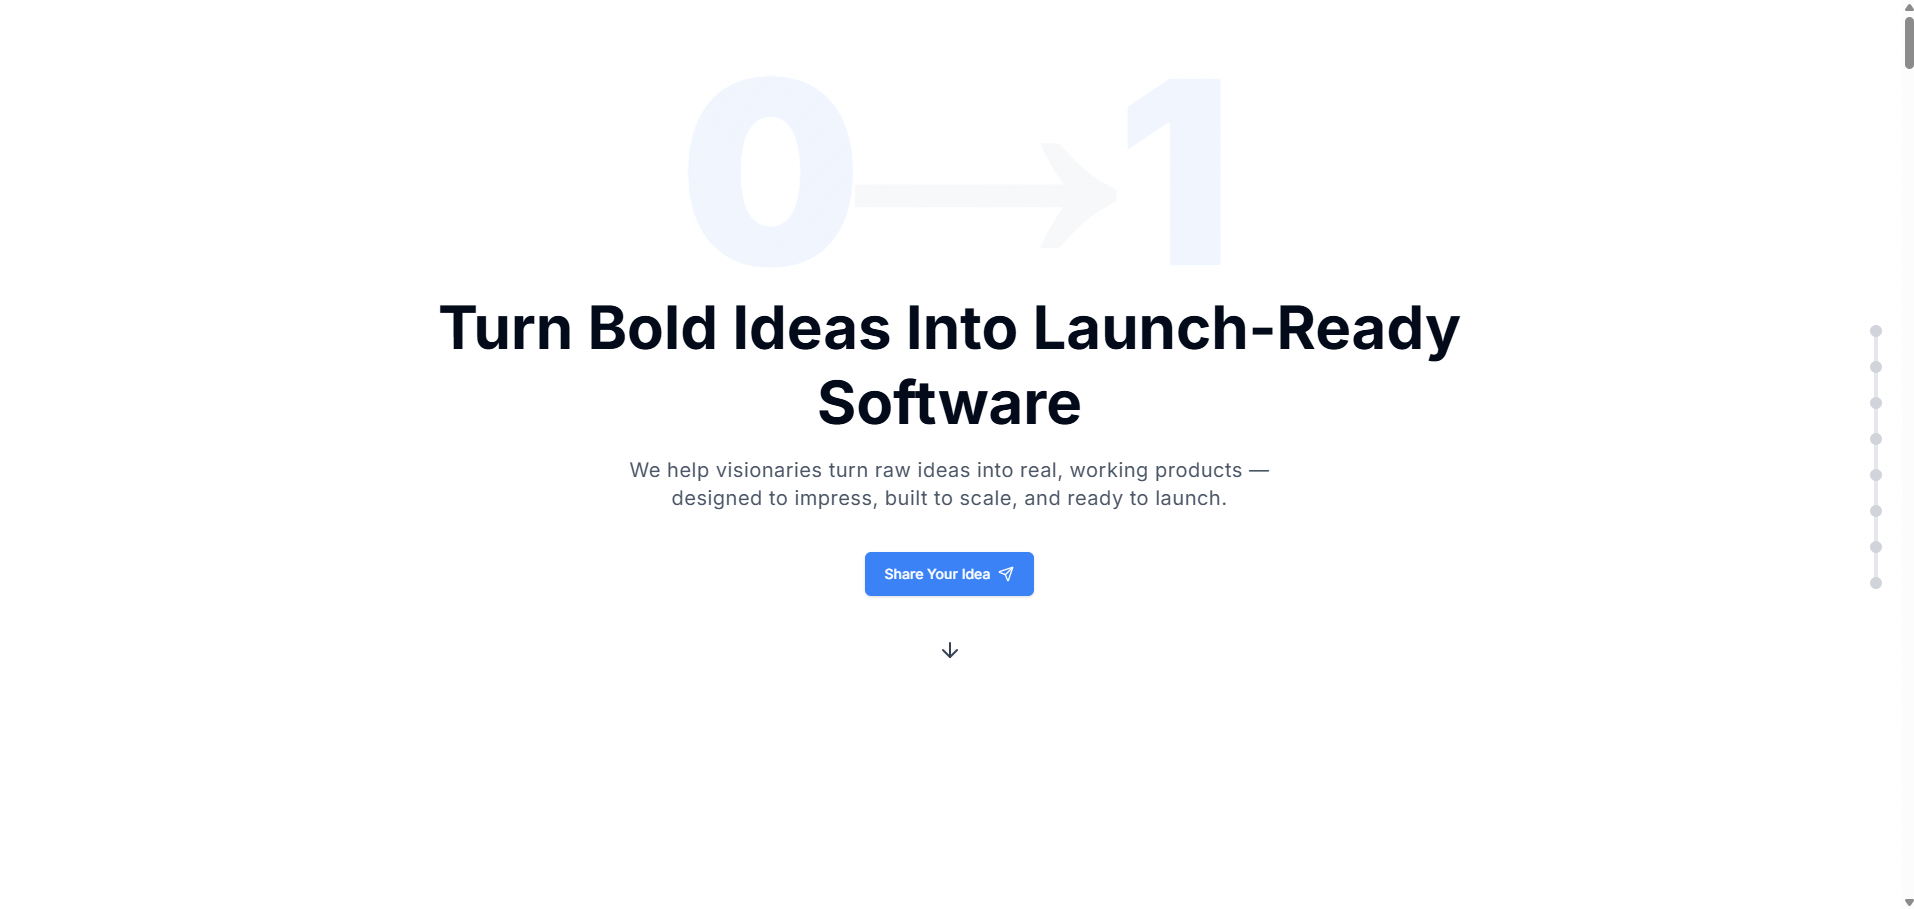 0→1
Turn Bold Ideas Into Launch-Ready
Software
We help visionaries turn raw ideas into real, working products —
designed to impress, built to scale, and ready to launch.
Share Your Idea